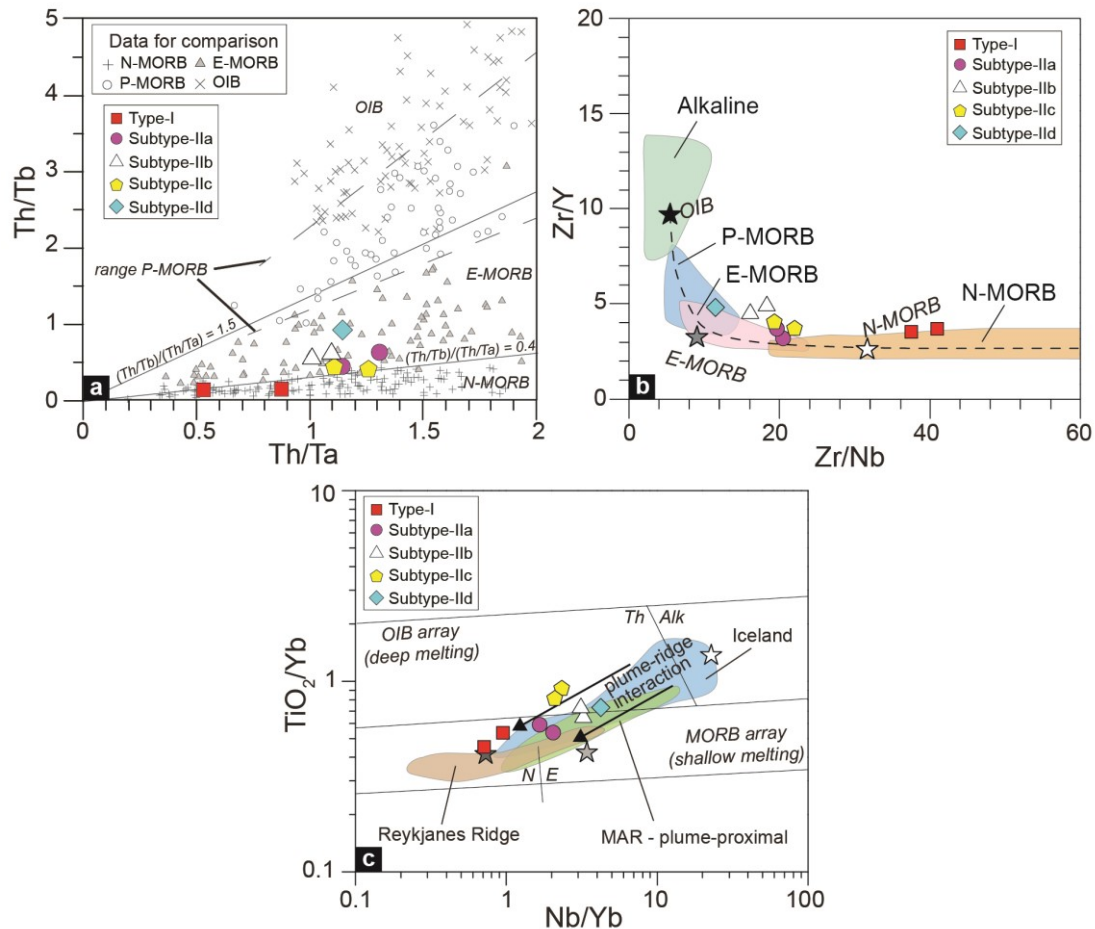 Data for comparison
+ N-MORB ▲ E-MORB
○ P-MORB × OIB
Type-I
Subtype-IIa
Subtype-IIb
Subtype-IIc
Subtype-IId
OIB
range P-MORB
E-MORB
(Th/Tb)/(Th/Ta) = 1.5
(Th/Tb)/(Th/Ta) = 0.4
N-MORB
a
Th/Tb
5
4
3
2
1
0
0 0.5 1.0 1.5 2
Th/Ta
Type-I
Subtype-IIa
Subtype-IIb
Subtype-IIc
Subtype-IId
Alkaline
OIB
P-MORB
E-MORB
N-MORB
N-MORB
E-MORB
b
Zr/Y
20
15
10
5
0
0 20 40 60
Zr/Nb
Type-I
Subtype-IIa
Subtype-IIb
Subtype-IIc
Subtype-IId
OIB array
(deep melting)
Th Alk
Iceland
plume-ridge
interaction
MORB array
(shallow melting)
N E
Reykjanes Ridge
MAR - plume-proximal
c
TiO2/Yb
10
1
0.1
0.1 1 10 100
Nb/Yb